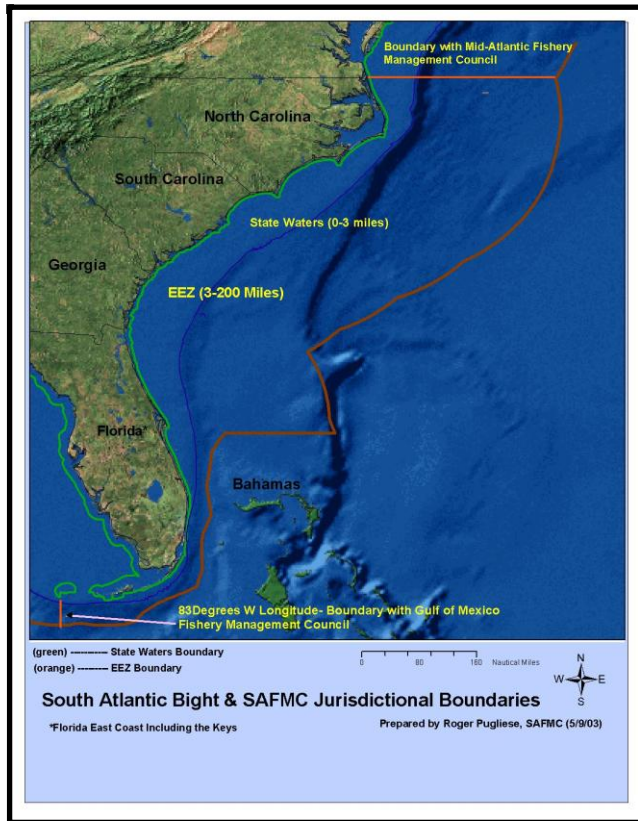 Boundary with Mid-Atlantic Fishery
Management Council
North Carolina
South Carolina
State Waters (0-3 miles)
Georgia
EEZ (3-200 Miles)
Florida*
Bahamas
83Degrees W Longitude- Boundary with Gulf of Mexico
Fishery Management Council
(green) ----------- State Waters Boundary
(orange) --------- EEZ Boundary
0 80 160 Nautical Miles
N
W E
S
South Atlantic Bight & SAFMC Jurisdictional Boundaries
*Florida East Coast Including the Keys
Prepared by Roger Pugliese, SAFMC (5/9/03)